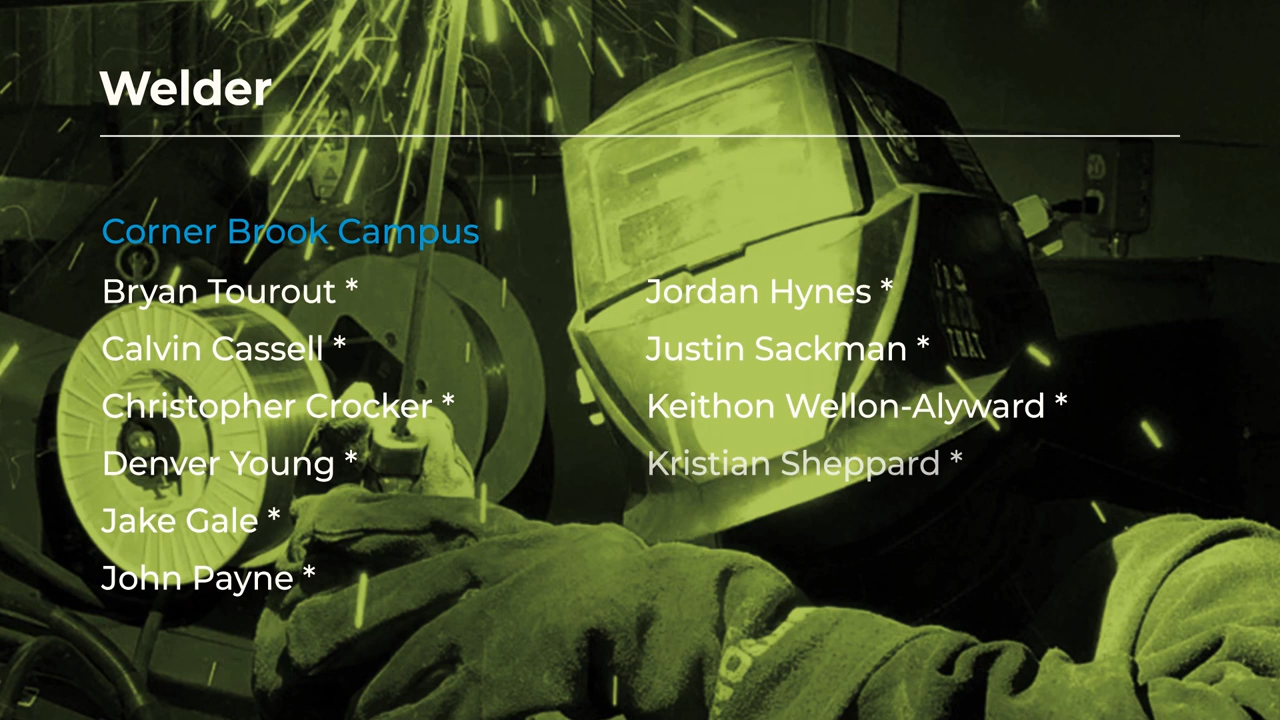 Welder
Corner Brook Campus
Bryan Tourout *
Calvin Cassell *
Christopher Crocker *
Denver Young *
Jake Gale *
John Payne *
Jordan Hynes *
Justin Sackman *
Keithon Wellon-Alyward *
Kristian Sheppard *
THAT